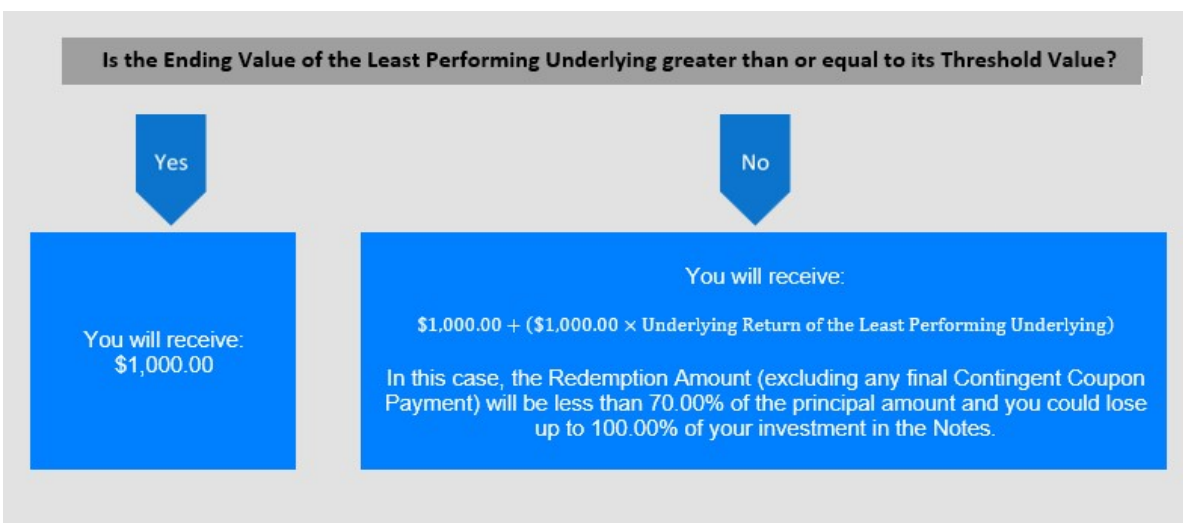 Is the Ending Value of the Least Performing Underlying greater than or equal to its Threshold Value?
Yes
No
You will receive:
$1,000.00
You will receive:
$1,000.00 + ($1,000.00 × Underlying Return of the Least Performing Underlying)
In this case, the Redemption Amount (excluding any final Contingent Coupon
Payment) will be less than 70.00% of the principal amount and you could lose
up to 100.00% of your investment in the Notes.